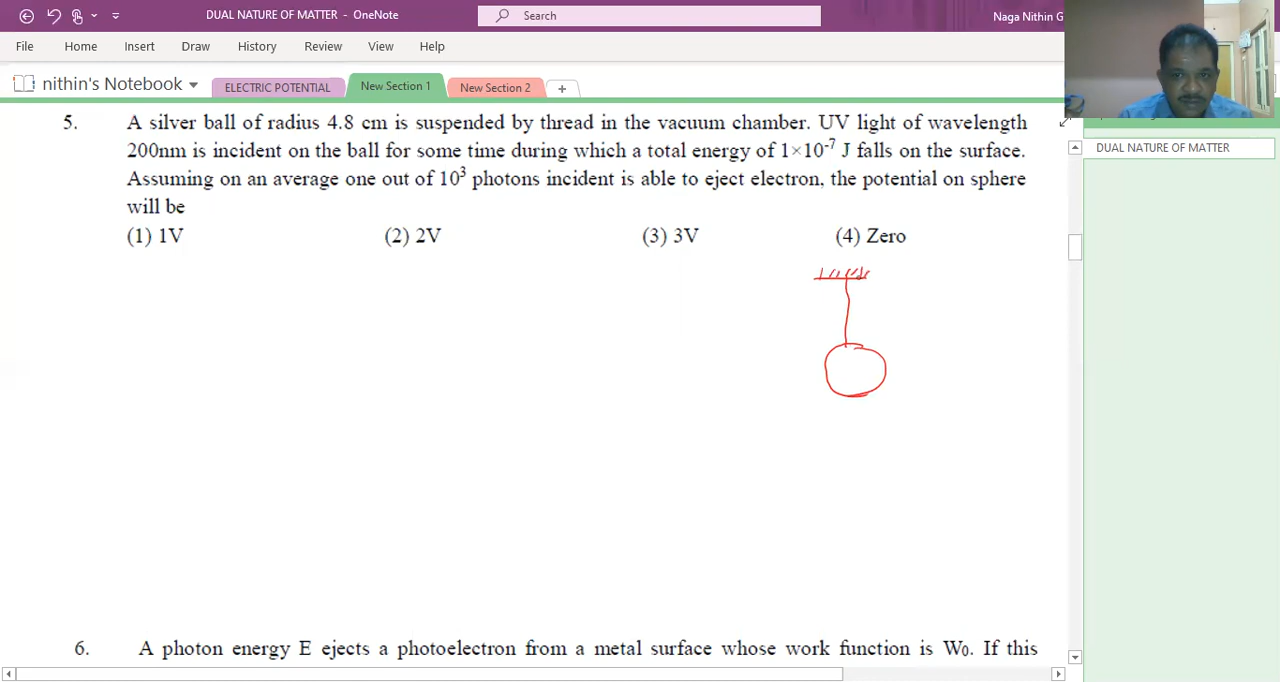 DUAL NATURE OF MATTER - OneNote
Search
Naga Nithin G
File Home Insert Draw History Review View Help
nithin's Notebook
ELECTRIC POTENTIAL
New Section 1
New Section 2
DUAL NATURE OF MATTER
5. A silver ball of radius 4.8 cm is suspended by thread in the vacuum chamber. UV light of wavelength
200nm is incident on the ball for some time during which a total energy of 1×10⁻⁷ J falls on the surface.
Assuming on an average one out of 10³ photons incident is able to eject electron, the potential on sphere
will be
(1) 1V (2) 2V (3) 3V (4) Zero
6. A photon energy E ejects a photoelectron from a metal surface whose work function is W₀. If this